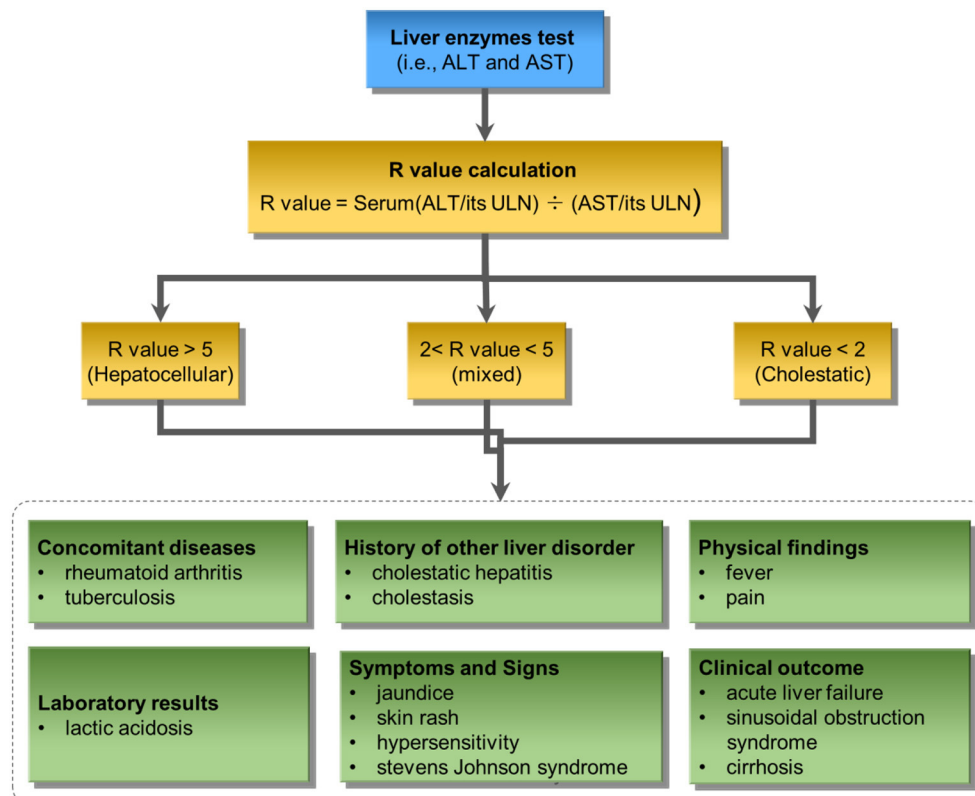 Liver enzymes test
(i.e., ALT and AST)
R value calculation
R value = Serum(ALT/its ULN) ÷ (AST/its ULN)
R value > 5
(Hepatocellular)
2< R value < 5
(mixed)
R value < 2
(Cholestatic)
Concomitant diseases
• rheumatoid arthritis
• tuberculosis
History of other liver disorder
• cholestatic hepatitis
• cholestasis
Physical findings
• fever
• pain
Laboratory results
• lactic acidosis
Symptoms and Signs
• jaundice
• skin rash
• hypersensitivity
• stevens Johnson syndrome
Clinical outcome
• acute liver failure
• sinusoidal obstruction
syndrome
• cirrhosis